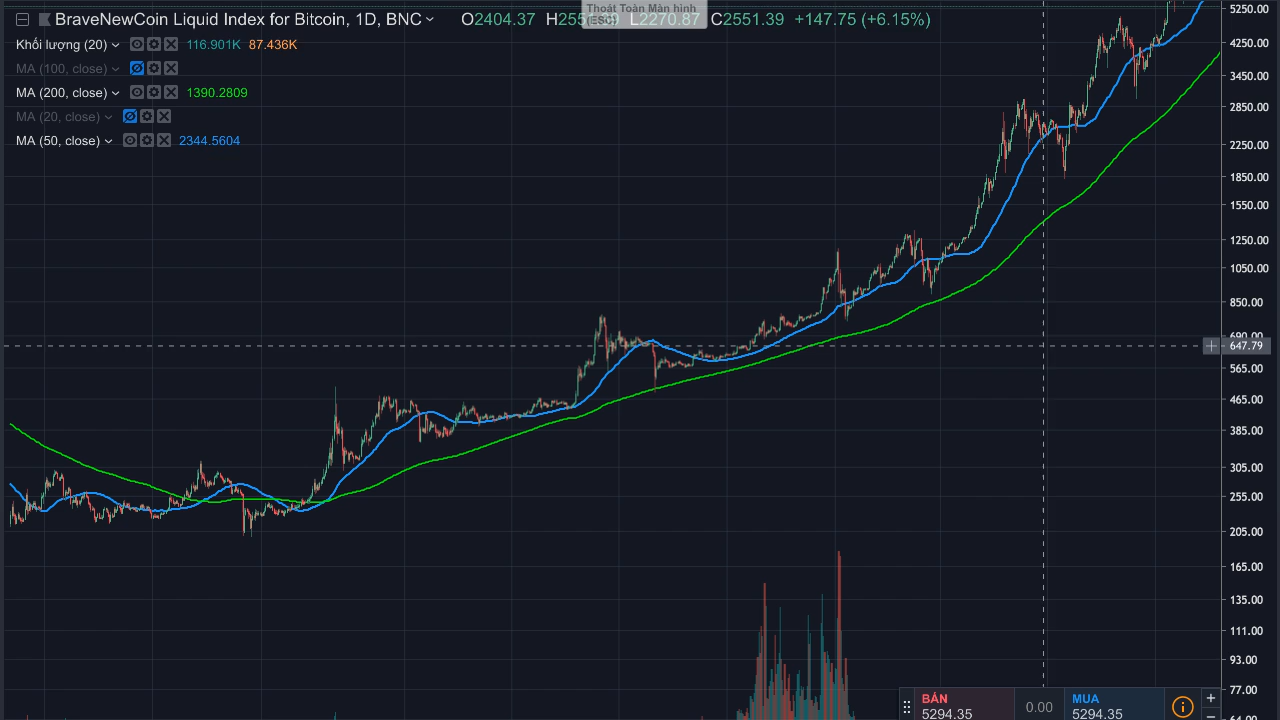 BraveNewCoin Liquid Index for Bitcoin, 1D, BNC
O2404.37 L2270.87 C2551.39 +147.75 (+6.15%)
Thoát Toàn Màn hình
(ESC)
Khối lượng (20) 116.901K 87.436K
MA (100, close)
MA (200, close) 1390.2809
MA (20, close)
MA (50, close) 2344.5604
5250.00
4250.00
3450.00
2850.00
2250.00
1850.00
1550.00
1250.00
1050.00
850.00
690.00
647.79
565.00
465.00
385.00
305.00
255.00
205.00
165.00
135.00
111.00
93.00
77.00
64.00
BÁN
5294.35
0.00
MUA
5294.35